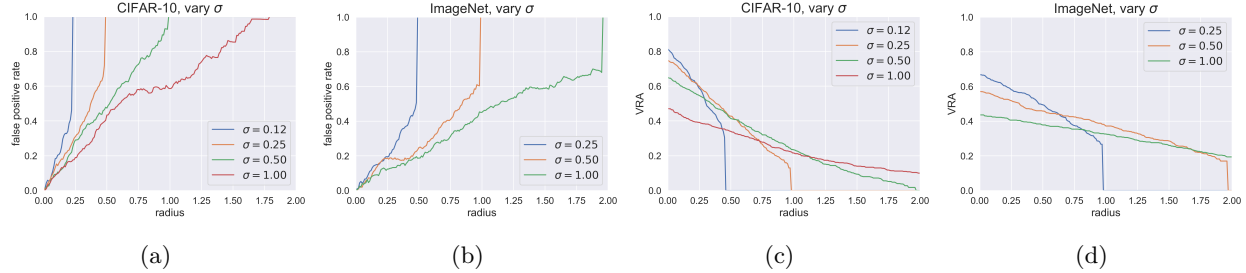 CIFAR-10, vary σ
1.0
0.8
0.6
0.4
0.2
0.0
false positive rate
0.00 0.25 0.50 0.75 1.00 1.25 1.50 1.75 2.00
radius
σ = 0.12
σ = 0.25
σ = 0.50
σ = 1.00
(a)
ImageNet, vary σ
1.0
0.8
0.6
0.4
0.2
0.0
false positive rate
0.00 0.25 0.50 0.75 1.00 1.25 1.50 1.75 2.00
radius
σ = 0.25
σ = 0.50
σ = 1.00
(b)
CIFAR-10, vary σ
1.0
0.8
0.6
0.4
0.2
0.0
VRA
0.00 0.25 0.50 0.75 1.00 1.25 1.50 1.75 2.00
radius
σ = 0.12
σ = 0.25
σ = 0.50
σ = 1.00
(c)
ImageNet, vary σ
1.0
0.8
0.6
0.4
0.2
0.0
VRA
0.00 0.25 0.50 0.75 1.00 1.25 1.50 1.75 2.00
radius
σ = 0.25
σ = 0.50
σ = 1.00
(d)